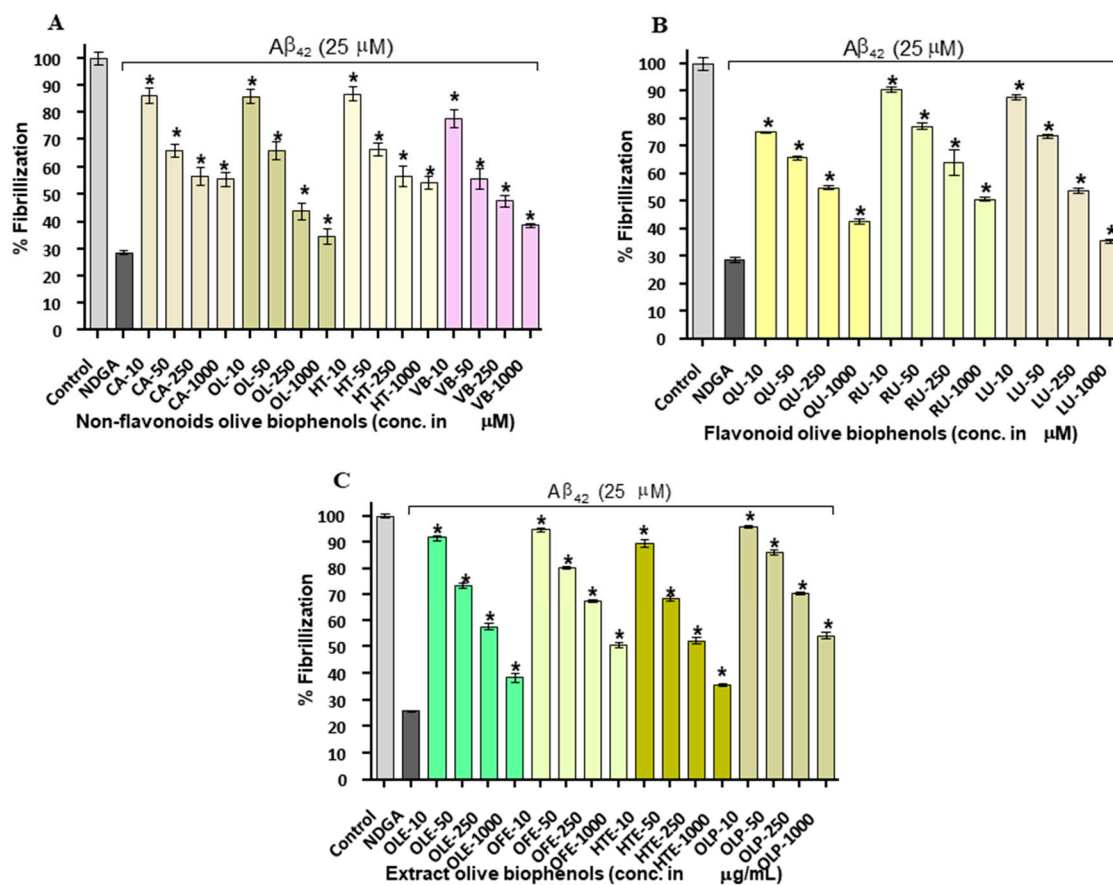 A
Aβ42 (25 μM)
% Fibrillization
100
90
80
70
60
50
40
30
20
10
0
* * * * * * * * * * * * * * * *
Control
NDGA
CA-10
CA-50
CA-250
CA-1000
OL-10
OL-50
OL-250
OL-1000
HT-10
HT-50
HT-250
HT-1000
VB-10
VB-50
VB-250
VB-1000
Non-flavonoids olive biophenols (conc. in μM)
B
Aβ42 (25 μM)
% Fibrillization
100
90
80
70
60
50
40
30
20
10
0
* * * * * * * * * * * *
Control
NDGA
QU-10
QU-50
QU-250
QU-1000
RU-10
RU-50
RU-250
RU-1000
LU-10
LU-50
LU-250
LU-1000
Flavonoid olive biophenols (conc. in μM)
C
Aβ42 (25 μM)
% Fibrillization
100
90
80
70
60
50
40
30
20
10
0
* * * * * * * * * * * * * * * *
Control
NDGA
OLE-10
OLE-50
OLE-250
OLE-1000
OFE-10
OFE-50
OFE-250
OFE-1000
HTE-10
HTE-50
HTE-250
HTE-1000
OLP-10
OLP-50
OLP-250
OLP-1000
Extract olive biophenols (conc. in μg/mL)